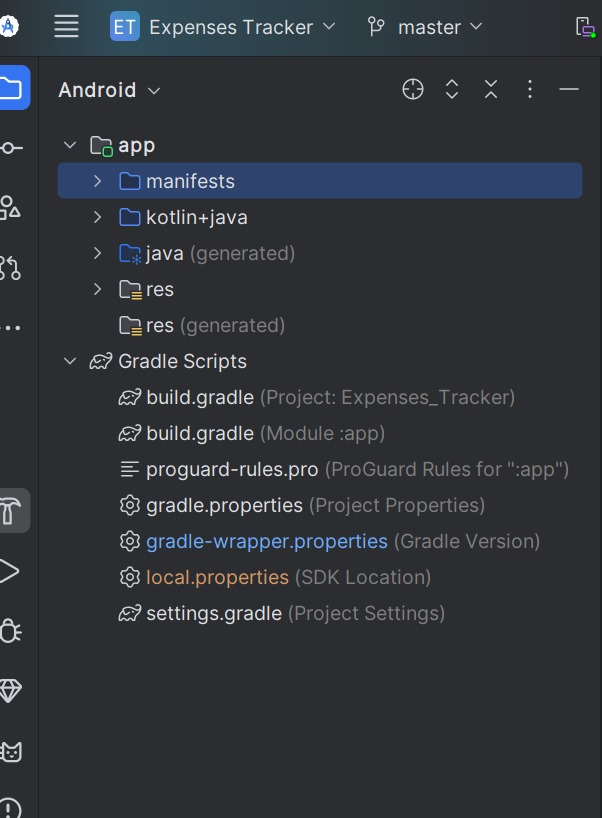 ET Expenses Tracker master
Android
app
manifests
kotlin+java
java (generated)
res
res (generated)
Gradle Scripts
build.gradle (Project: Expenses_Tracker)
build.gradle (Module :app)
proguard-rules.pro (ProGuard Rules for ":app")
gradle.properties (Project Properties)
gradle-wrapper.properties (Gradle Version)
local.properties (SDK Location)
settings.gradle (Project Settings)